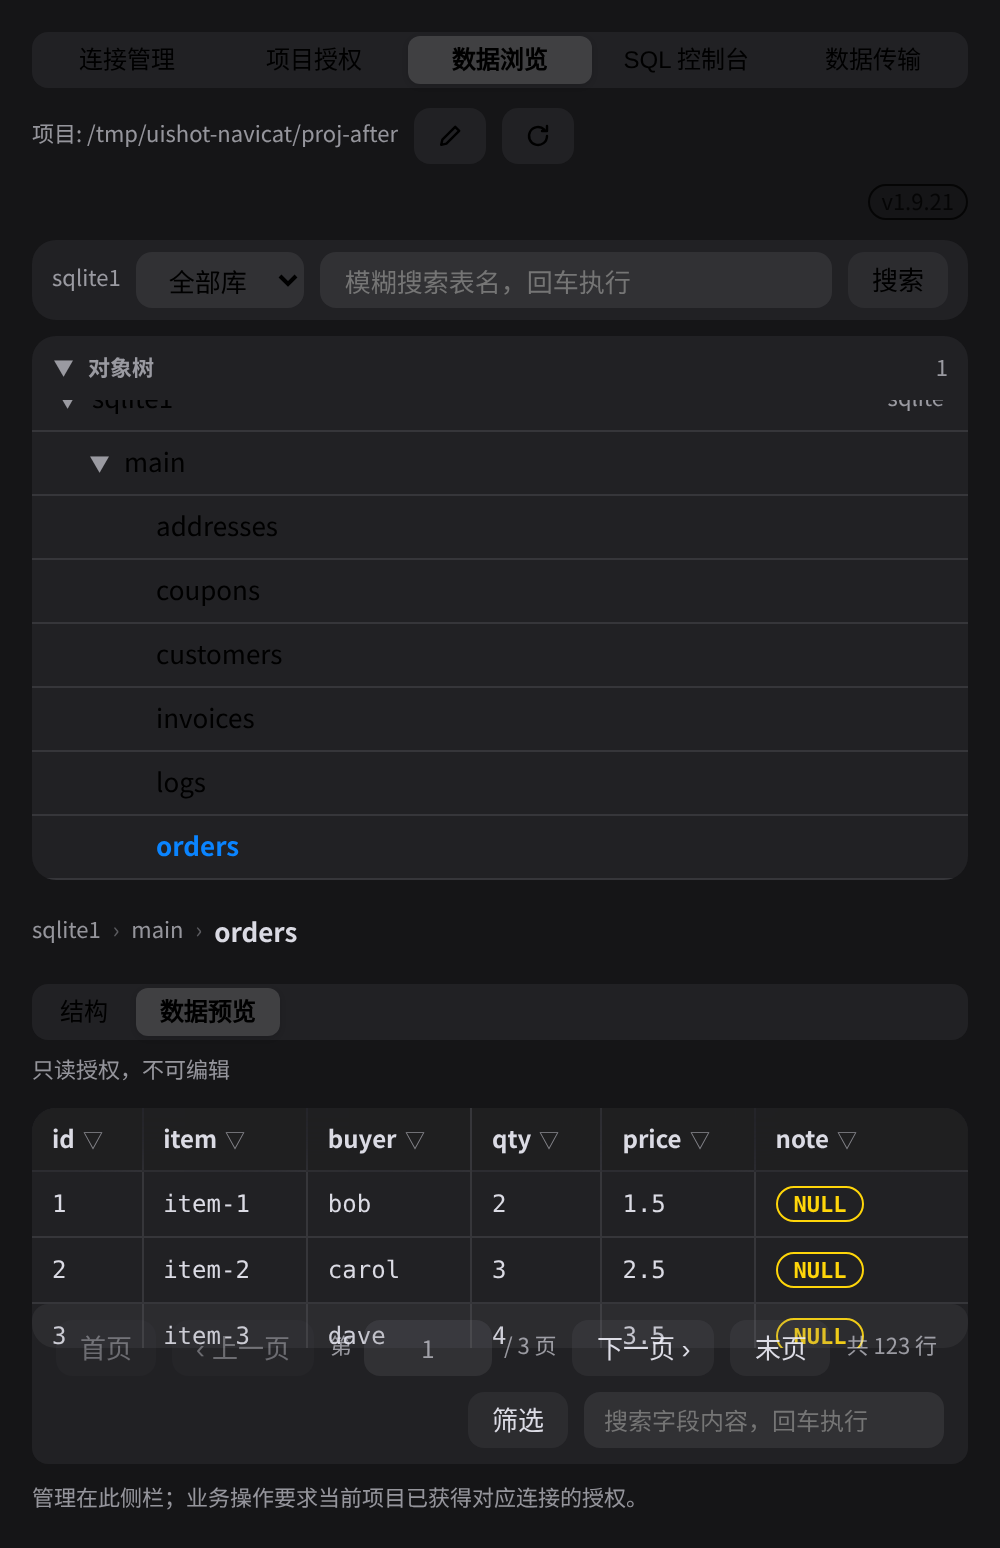 连接管理 项目授权 数据浏览 SQL 控制台 数据传输
项目: /tmp/uishot-navicat/proj-after
v1.9.21
sqlite1 全部库 模糊搜索表名，回车执行 搜索
▼ 对象树 1
▼ sqlite1 sqlite
▼ main
addresses
coupons
customers
invoices
logs
orders
sqlite1 › main › orders
结构 数据预览
只读授权，不可编辑
id ▽ item ▽ buyer ▽ qty ▽ price ▽ note ▽
1 item-1 bob 2 1.5 NULL
2 item-2 carol 3 2.5 NULL
3 item-3 dave 4 3.5 NULL
首页 ‹ 上一页 第 1 / 3 页 下一页 › 末页 共 123 行
筛选 搜索字段内容，回车执行
管理在此侧栏；业务操作要求当前项目已获得对应连接的授权。